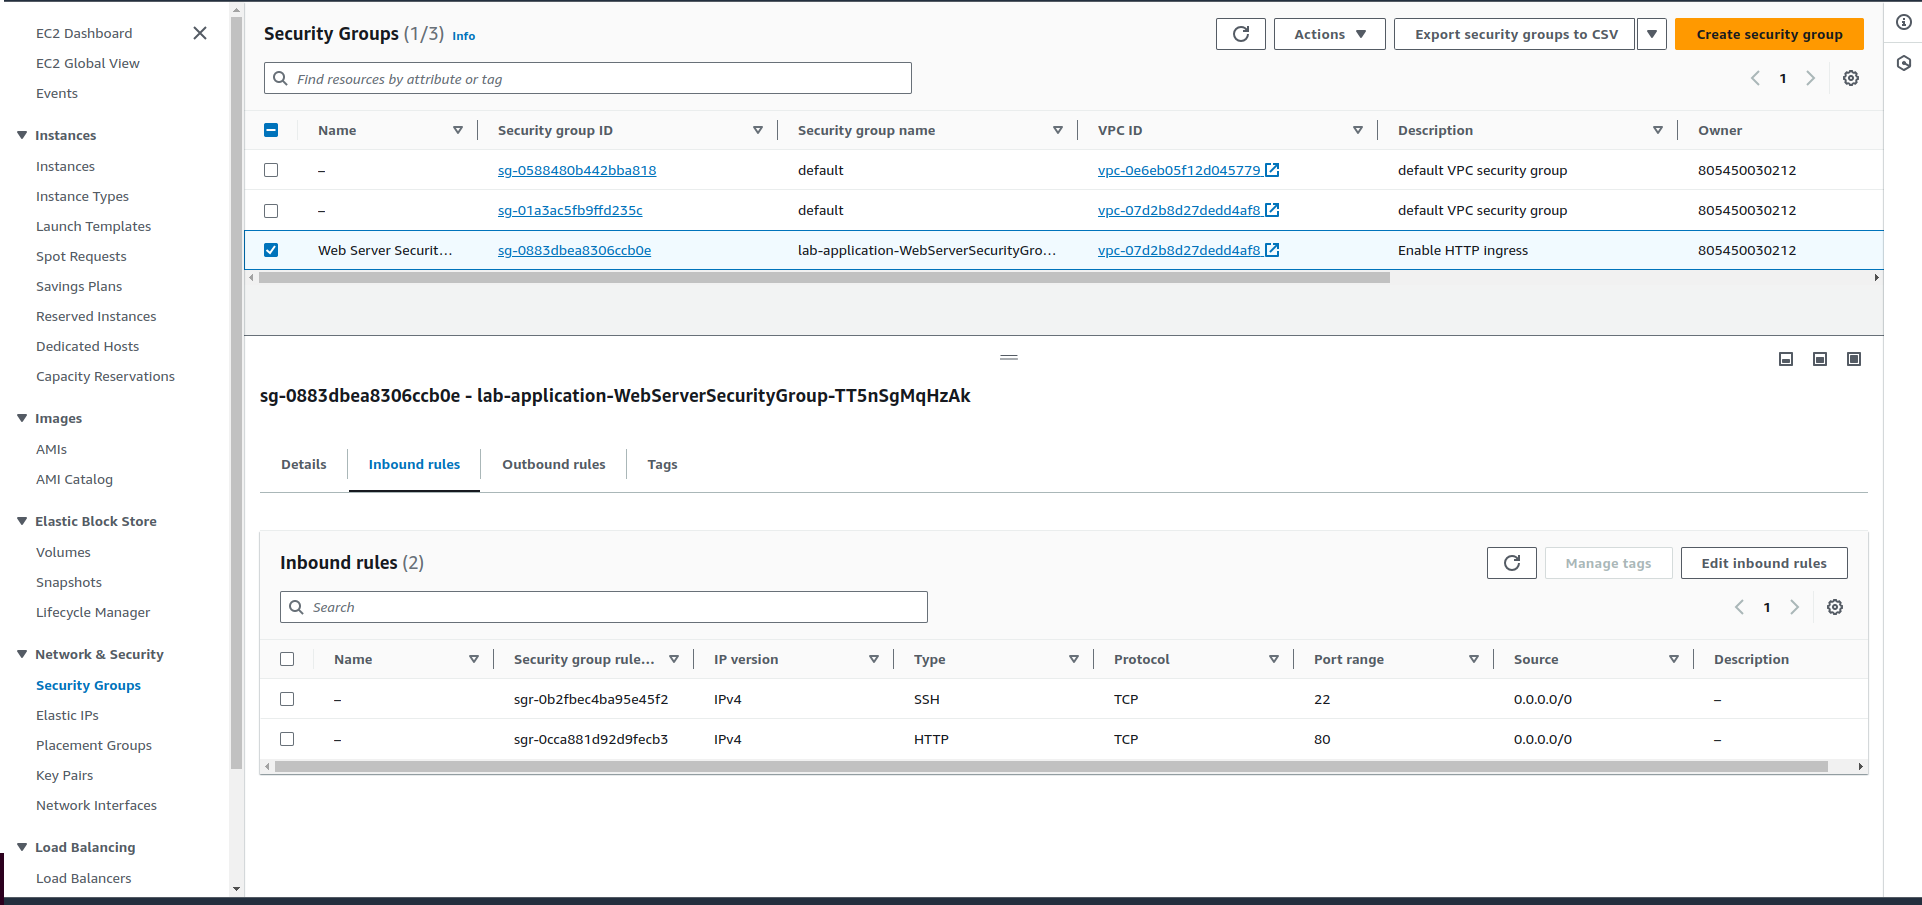 EC2 Dashboard
EC2 Global View
Events
Instances
Instances
Instance Types
Launch Templates
Spot Requests
Savings Plans
Reserved Instances
Dedicated Hosts
Capacity Reservations
Images
AMIs
AMI Catalog
Elastic Block Store
Volumes
Snapshots
Lifecycle Manager
Network & Security
Security Groups
Elastic IPs
Placement Groups
Key Pairs
Network Interfaces
Load Balancing
Load Balancers
Security Groups (1/3) Info
Actions
Export security groups to CSV
Create security group
Find resources by attribute or tag
1
Name Security group ID Security group name VPC ID Description Owner
– sg-0588480b442bba818 default vpc-0e6eb05f12d045779 default VPC security group 805450030212
– sg-01a3ac5fb9ffd235c default vpc-07d2b8d27dedd4af8 default VPC security group 805450030212
Web Server Securit... sg-0883dbea8306ccb0e lab-application-WebServerSecurityGro... vpc-07d2b8d27dedd4af8 Enable HTTP ingress 805450030212
sg-0883dbea8306ccb0e - lab-application-WebServerSecurityGroup-TT5nSgMqHzAk
Details Inbound rules Outbound rules Tags
Inbound rules (2)
Manage tags
Edit inbound rules
Search
1
Name Security group rule... IP version Type Protocol Port range Source Description
– sgr-0b2fbec4ba95e45f2 IPv4 SSH TCP 22 0.0.0.0/0 –
– sgr-0cca881d92d9fecb3 IPv4 HTTP TCP 80 0.0.0.0/0 –